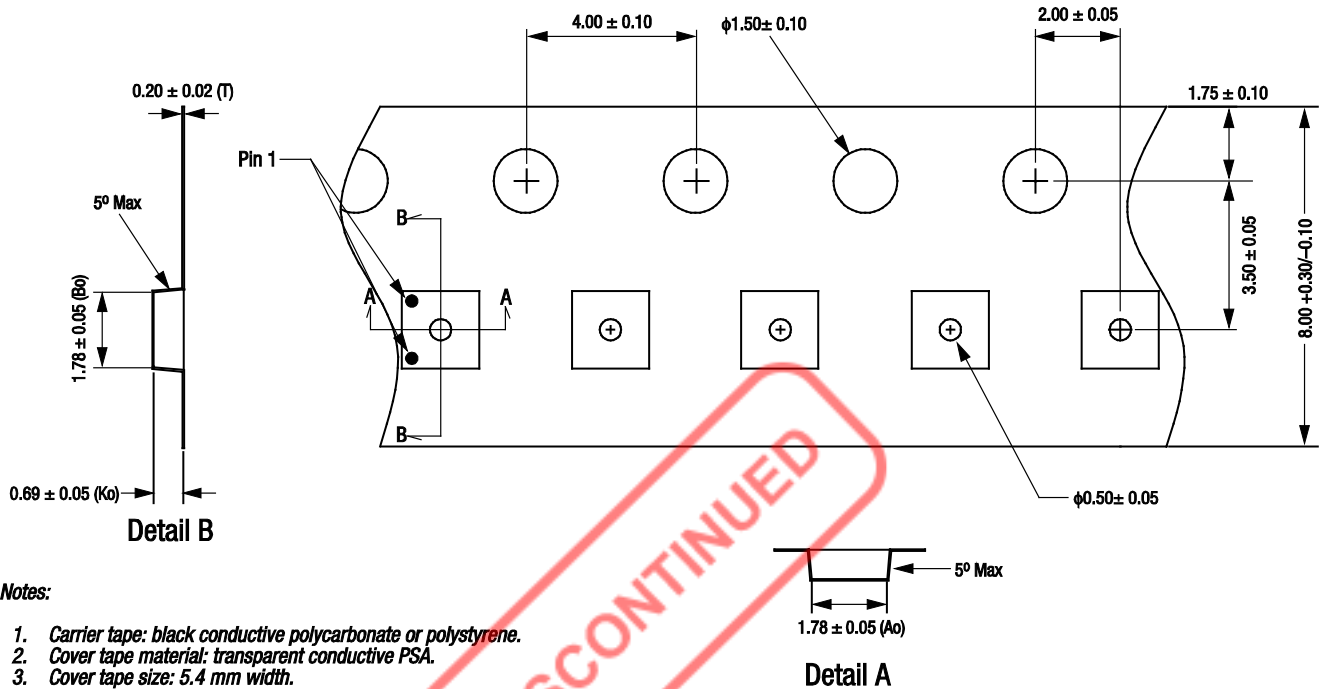 4.00 ± 0.10
ϕ1.50± 0.10
2.00 ± 0.05
0.20 ± 0.02 (T)
1.75 ± 0.10
Pin 1
5º Max
B
A
A
3.50 ± 0.05
8.00 +0.30/–0.10
1.78 ± 0.05 (Bo)
B
0.69 ± 0.05 (Ko)
ϕ0.50± 0.05
Detail B
5º Max
1.78 ± 0.05 (Ao)
Detail A
Notes:
1. Carrier tape: black conductive polycarbonate or polystyrene.
2. Cover tape material: transparent conductive PSA.
3. Cover tape size: 5.4 mm width.